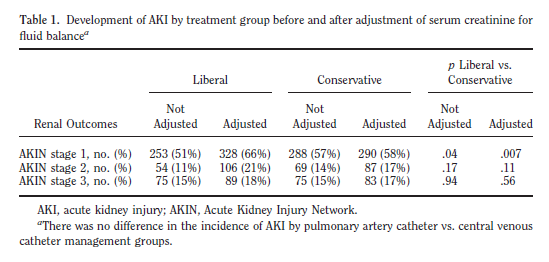 Table 1. Development of AKI by treatment group before and after adjustment of serum creatinine for
fluid balanceᵃ
p Liberal vs.
Liberal Conservative Conservative
Not Not Not
Renal Outcomes Adjusted Adjusted Adjusted Adjusted Adjusted Adjusted
AKIN stage 1, no. (%) 253 (51%) 328 (66%) 288 (57%) 290 (58%) .04 .007
AKIN stage 2, no. (%) 54 (11%) 106 (21%) 69 (14%) 87 (17%) .17 .11
AKIN stage 3, no. (%) 75 (15%) 89 (18%) 75 (15%) 83 (17%) .94 .56
AKI, acute kidney injury; AKIN, Acute Kidney Injury Network.
ᵃThere was no difference in the incidence of AKI by pulmonary artery catheter vs. central venous
catheter management groups.